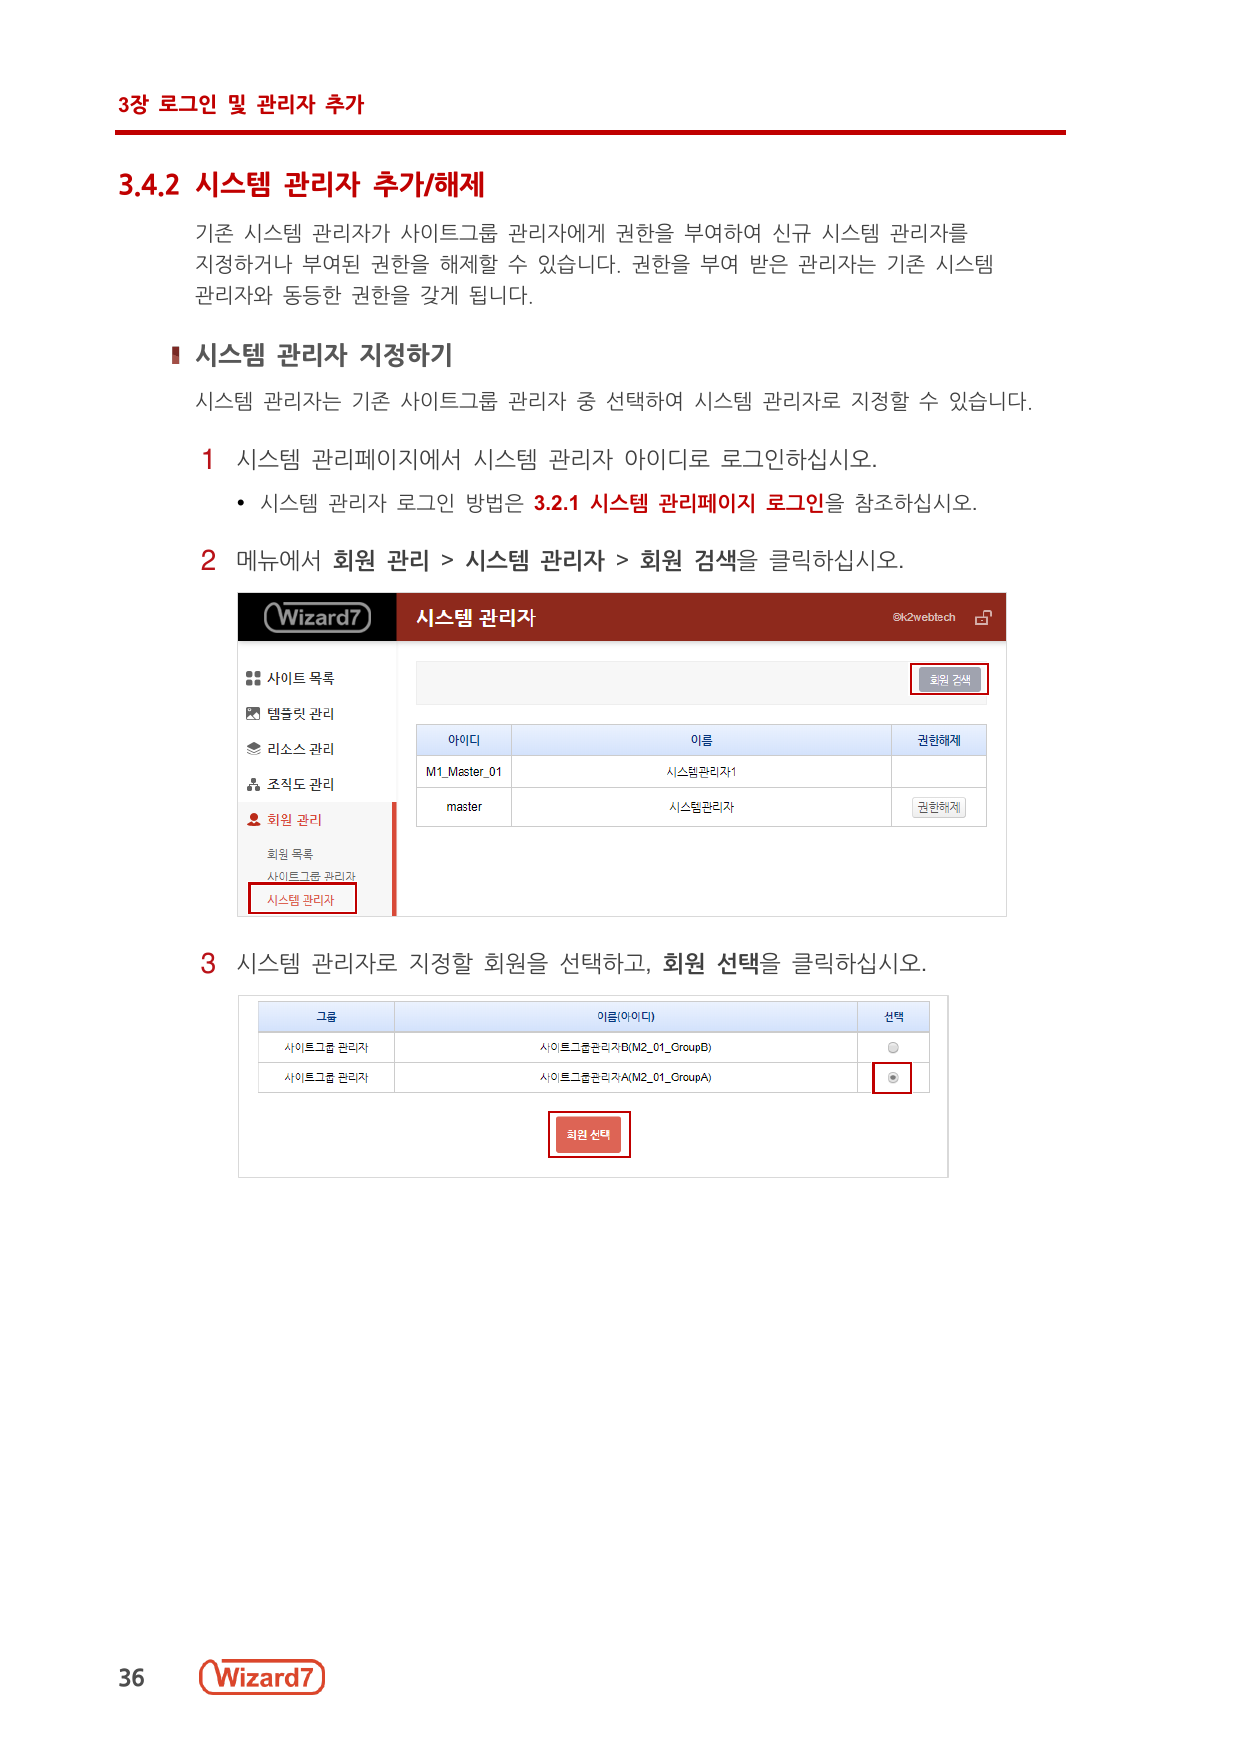 3장 로그인 및 관리자 추가
3.4.2 시스템 관리자 추가/해제
기존 시스템 관리자가 사이트그룹 관리자에게 권한을 부여하여 신규 시스템 관리자를
지정하거나 부여된 권한을 해제할 수 있습니다. 권한을 부여 받은 관리자는 기존 시스템
관리자와 동등한 권한을 갖게 됩니다.
시스템 관리자 지정하기
시스템 관리자는 기존 사이트그룹 관리자 중 선택하여 시스템 관리자로 지정할 수 있습니다.
1 시스템 관리페이지에서 시스템 관리자 아이디로 로그인하십시오.
• 시스템 관리자 로그인 방법은 3.2.1 시스템 관리페이지 로그인을 참조하십시오.
2 메뉴에서 회원 관리 > 시스템 관리자 > 회원 검색을 클릭하십시오.
Wizard7 시스템 관리자 ©k2webtech
사이트 목록
템플릿 관리
리소스 관리
조직도 관리
회원 관리
회원 목록
사이트그룹 관리자
시스템 관리자
회원 검색
아이디 이름 권한해제
M1_Master_01 시스템관리자1
master 시스템관리자 권한해제
3 시스템 관리자로 지정할 회원을 선택하고, 회원 선택을 클릭하십시오.
그룹 이름(아이디) 선택
사이트그룹 관리자 사이트그룹관리자B(M2_01_GroupB)
사이트그룹 관리자 사이트그룹관리자A(M2_01_GroupA)
회원 선택
36 Wizard7